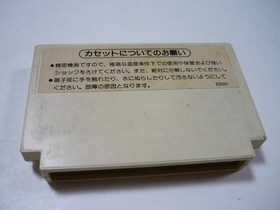 カセットについてのお願い
●精密機器ですので、極端な温度条件下での使用や保管および強い
ショックをさけてください。また、絶対に分解しないでください。
●端子部に手を触れたり、水にぬらしたりして汚さないようにして
ください。故障の原因となります。